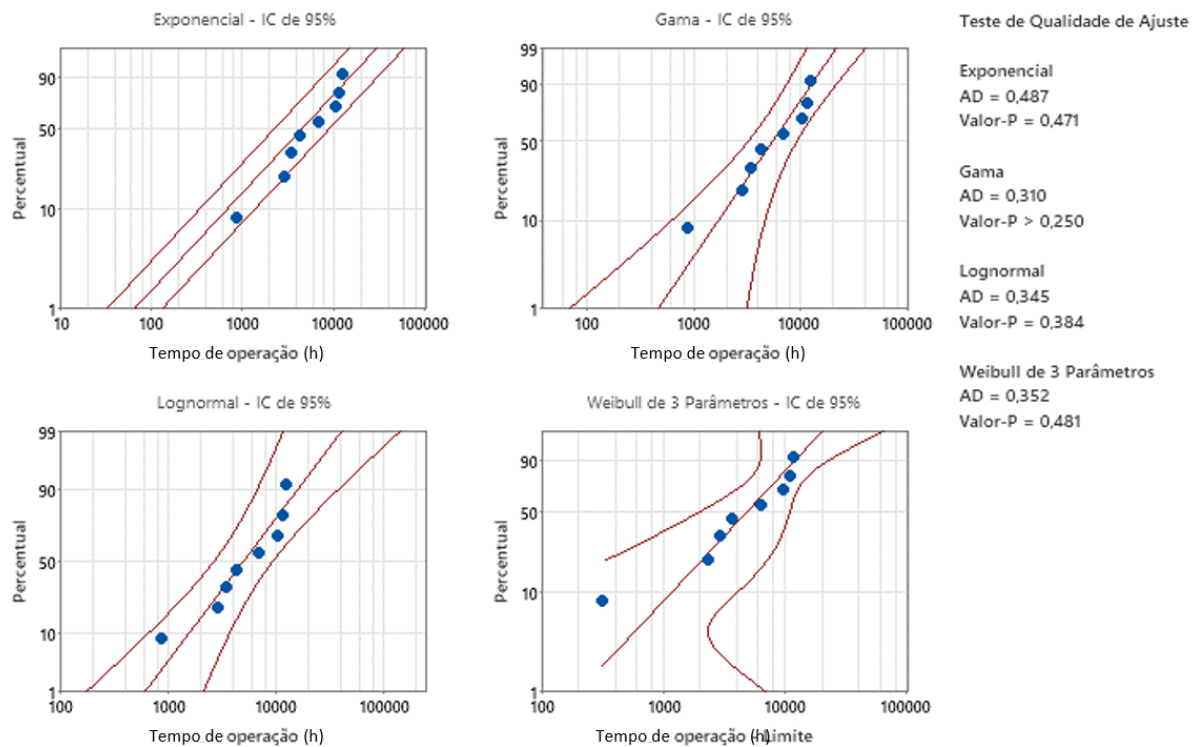 Exponencial - IC de 95%
Percentual
90
50
10
1
10 100 1000 10000 100000
Tempo de operação (h)
Gama - IC de 95%
Percentual
99
90
50
10
1
100 1000 10000 100000
Tempo de operação (h)
Lognormal - IC de 95%
Percentual
99
90
50
10
1
100 1000 10000 100000
Tempo de operação (h)
Weibull de 3 Parâmetros - IC de 95%
Percentual
90
50
10
1
100 1000 10000 100000
Tempo de operação (h) - Limite
Teste de Qualidade de Ajuste
Exponencial
AD = 0,487
Valor-P = 0,471
Gama
AD = 0,310
Valor-P > 0,250
Lognormal
AD = 0,345
Valor-P = 0,384
Weibull de 3 Parâmetros
AD = 0,352
Valor-P = 0,481